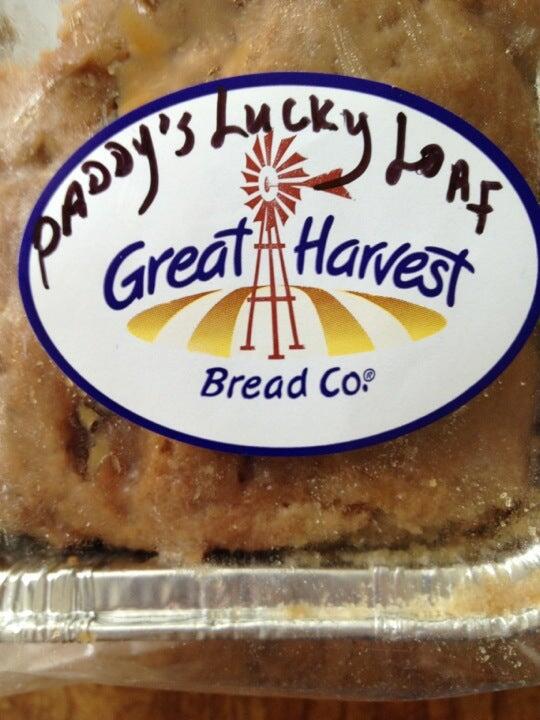 PADDY'S LUCKY LOAF
Great Harvest
Bread Co.®